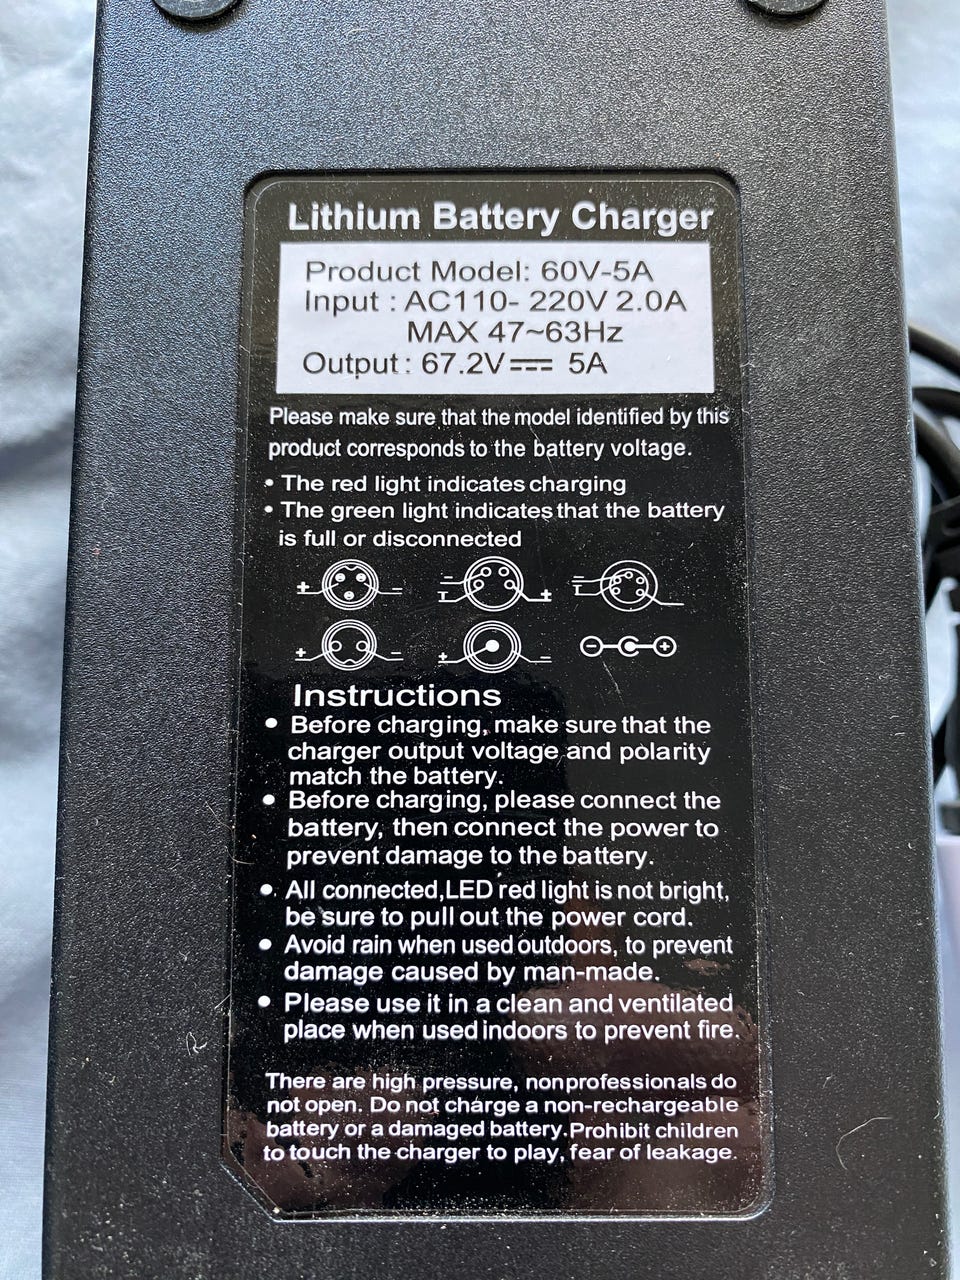 Lithium Battery Charger
Product Model: 60V-5A
Input : AC110- 220V 2.0A
MAX 47~63Hz
Output : 67.2V⎓ 5A
Please make sure that the model identified by this
product corresponds to the battery voltage.
• The red light indicates charging
• The green light indicates that the battery
is full or disconnected
+ − − T + = T
+ − + − − +
Instructions
• Before charging, make sure that the
charger output voltage and polarity
match the battery.
• Before charging, please connect the
battery, then connect the power to
prevent damage to the battery.
• All connected,LED red light is not bright,
be sure to pull out the power cord.
• Avoid rain when used outdoors, to prevent
damage caused by man-made.
• Please use it in a clean and ventilated
place when used indoors to prevent fire.
There are high pressure, nonprofessionals do
not open. Do not charge a non-rechargeable
battery or a damaged battery.Prohibit children
to touch the charger to play, fear of leakage.